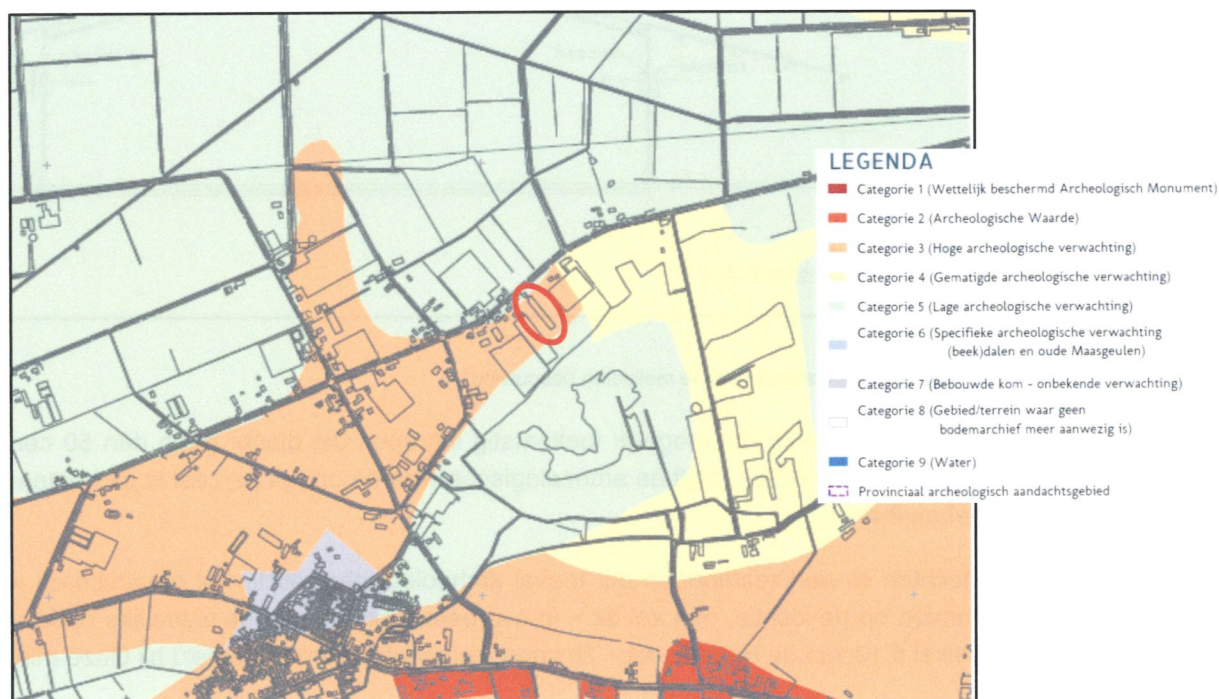 LEGENDA
Categorie 1 (Wettelijk beschermd Archeologisch Monument)
Categorie 2 (Archeologische Waarde)
Categorie 3 (Hoge archeologische verwachting)
Categorie 4 (Gematigde archeologische verwachting)
Categorie 5 (Lage archeologische verwachting)
Categorie 6 (Specifieke archeologische verwachting
(beek)dalen en oude Maasgeulen)
Categorie 7 (Bebouwde kom - onbekende verwachting)
Categorie 8 (Gebied/terrein waar geen
bodemarchief meer aanwezig is)
Categorie 9 (Water)
Provinciaal archeologisch aandachtsgebied